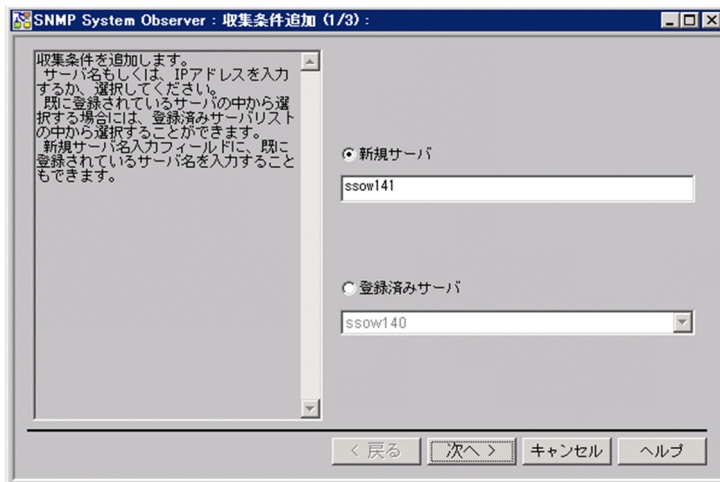 SNMP System Observer : 収集条件追加 (1/3) :
収集条件を追加します。
サーバ名もしくは、IPアドレスを入力
するか、選択してください。
既に登録されているサーバの中から選
択する場合には、登録済みサーバリスト
の中から選択することができます。
新規サーバ名入力フィールドに、既に
登録されているサーバ名を入力すること
もできます。
新規サーバ
ssow141
登録済みサーバ
ssow140
< 戻る 次へ > キャンセル ヘルプ